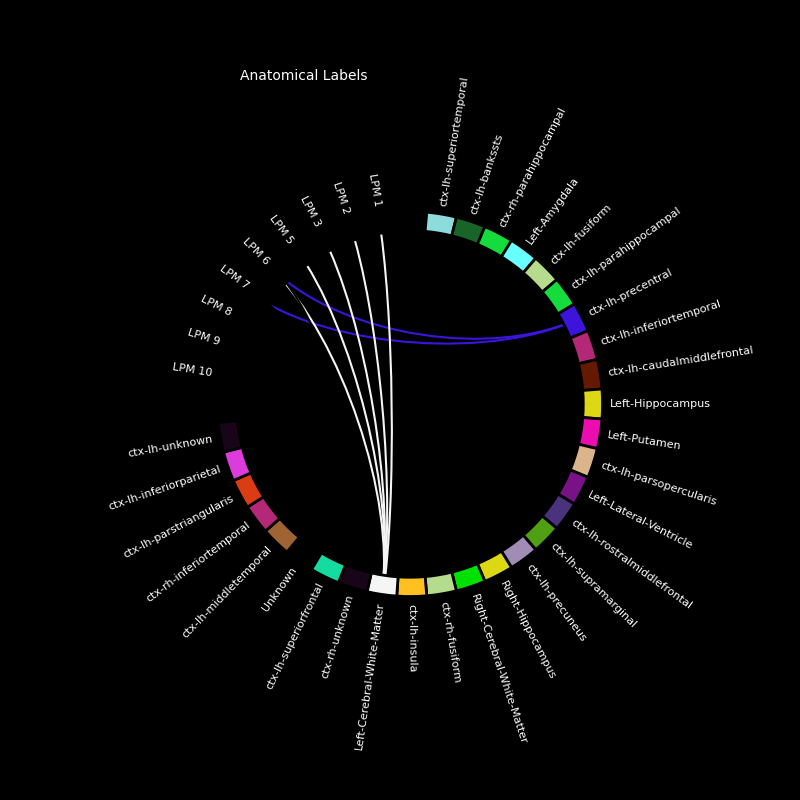 Anatomical Labels
ctx-lh-superiortemporal
ctx-lh-bankssts
ctx-rh-parahippocampal
Left-Amygdala
ctx-lh-fusiform
ctx-lh-parahippocampal
ctx-lh-precentral
ctx-lh-inferiortemporal
ctx-lh-caudalmiddlefrontal
Left-Hippocampus
Left-Putamen
ctx-lh-parsopercularis
Left-Lateral-Ventricle
ctx-lh-rostralmiddlefrontal
ctx-lh-supramarginal
ctx-lh-precuneus
Right-Hippocampus
Right-Cerebral-White-Matter
ctx-rh-fusiform
ctx-lh-insula
Left-Cerebral-White-Matter
ctx-rh-unknown
ctx-lh-superiorfrontal
Unknown
ctx-lh-middletemporal
ctx-rh-inferiortemporal
ctx-lh-parstriangularis
ctx-lh-inferiorparietal
ctx-lh-unknown
LPM 10
LPM 9
LPM 8
LPM 7
LPM 6
LPM 5
LPM 3
LPM 2
LPM 1